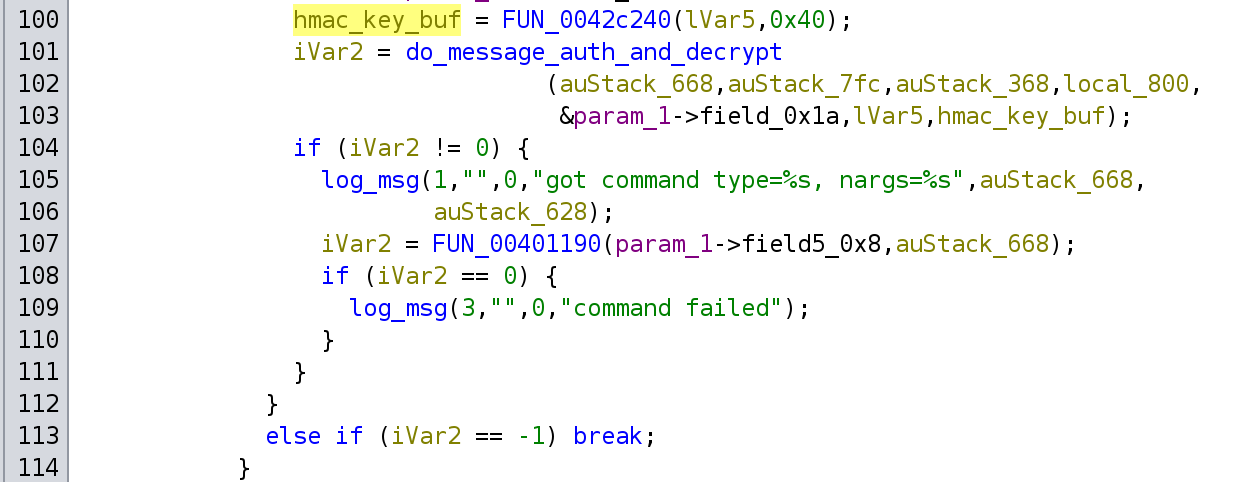 100 hmac_key_buf = FUN_0042c240(lVar5,0x40);
101 iVar2 = do_message_auth_and_decrypt
102 (auStack_668,auStack_7fc,auStack_368,local_800,
103 &param_1->field_0x1a,lVar5,hmac_key_buf);
104 if (iVar2 != 0) {
105 log_msg(1,"",0,"got command type=%s, nargs=%s",auStack_668,
106 auStack_628);
107 iVar2 = FUN_00401190(param_1->field5_0x8,auStack_668);
108 if (iVar2 == 0) {
109 log_msg(3,"",0,"command failed");
110 }
111 }
112 }
113 else if (iVar2 == -1) break;
114 }